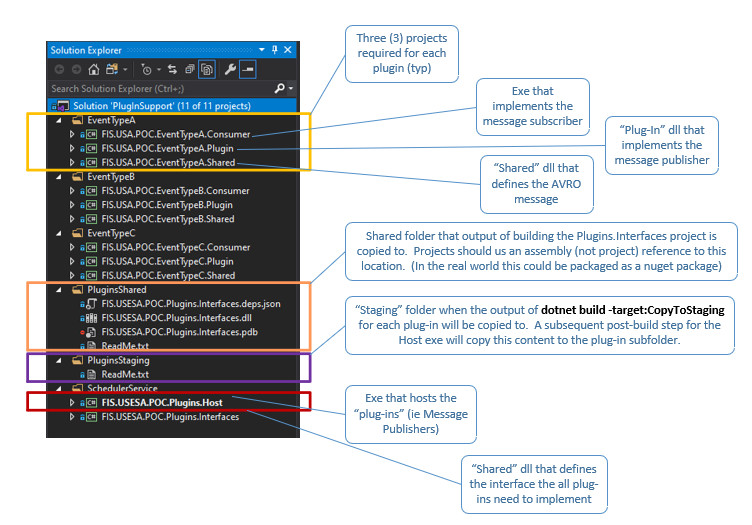 Solution Explorer
Search Solution Explorer (Ctrl+;)
Solution 'PlugInSupport' (11 of 11 projects)
EventTypeA
C# FIS.USA.POC.EventTypeA.Consumer
C# FIS.USA.POC.EventTypeA.Plugin
C# FIS.USA.POC.EventTypeA.Shared
EventTypeB
C# FIS.USA.POC.EventTypeB.Consumer
C# FIS.USA.POC.EventTypeB.Plugin
C# FIS.USA.POC.EventTypeB.Shared
EventTypeC
C# FIS.USA.POC.EventTypeC.Consumer
C# FIS.USA.POC.EventTypeC.Plugin
C# FIS.USA.POC.EventTypeC.Shared
PluginsShared
FIS.USESA.POC.Plugins.Interfaces.deps.json
FIS.USESA.POC.Plugins.Interfaces.dll
FIS.USESA.POC.Plugins.Interfaces.pdb
ReadMe.txt
PluginsStaging
ReadMe.txt
SchedulerService
C# FIS.USESA.POC.Plugins.Host
C# FIS.USESA.POC.Plugins.Interfaces
Three (3) projects
required for each
plugin (typ)
Exe that
implements the
message subscriber
“Plug-In” dll that
implements the
message publisher
“Shared” dll that
defines the AVRO
message
Shared folder that output of building the Plugins.Interfaces project is
copied to. Projects should us an assembly (not project) reference to this
location. (In the real world this could be packaged as a nuget package)
“Staging” folder when the output of dotnet build -target:CopyToStaging
for each plug-in will be copied to. A subsequent post-build step for the
Host exe will copy this content to the plug-in subfolder.
Exe that hosts the
“plug-ins” (ie Message
Publishers)
“Shared” dll that defines
the interface the all plug-
ins need to implement